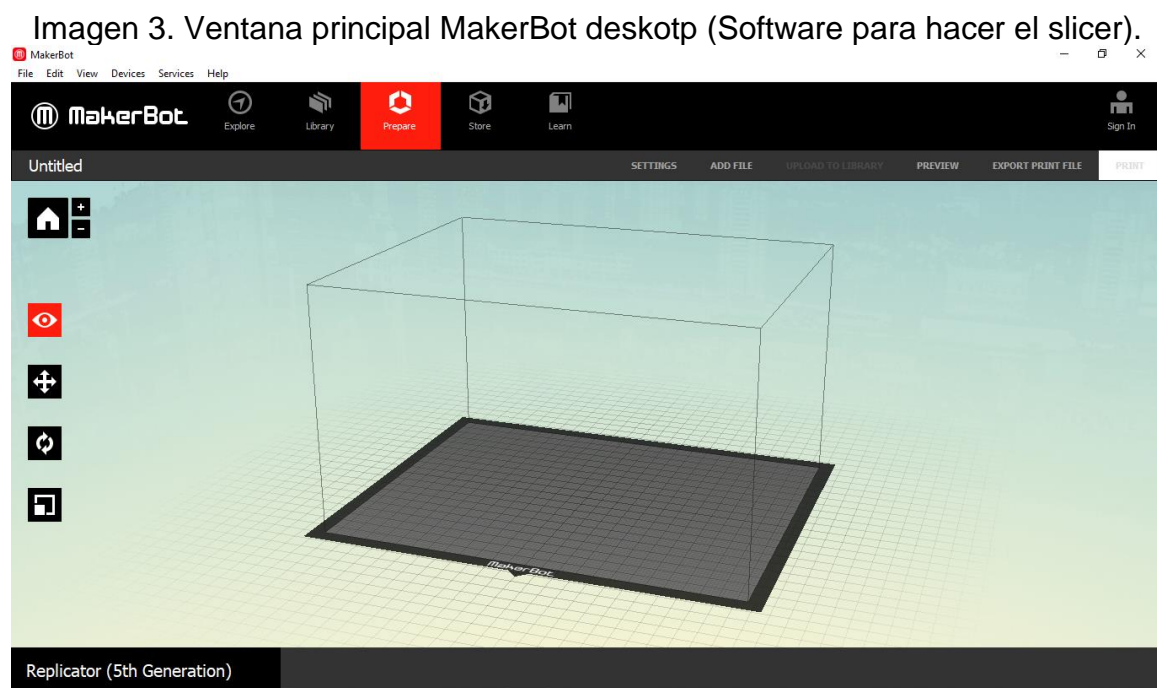 Imagen 3. Ventana principal MakerBot deskotp (Software para hacer el slicer).
MakerBot
File Edit View Devices Services Help
MakerBot
Explore Library Prepare Store Learn Sign In
Untitled SETTINGS ADD FILE UPLOAD TO LIBRARY PREVIEW EXPORT PRINT FILE PRINT
MakerBot
Replicator (5th Generation)